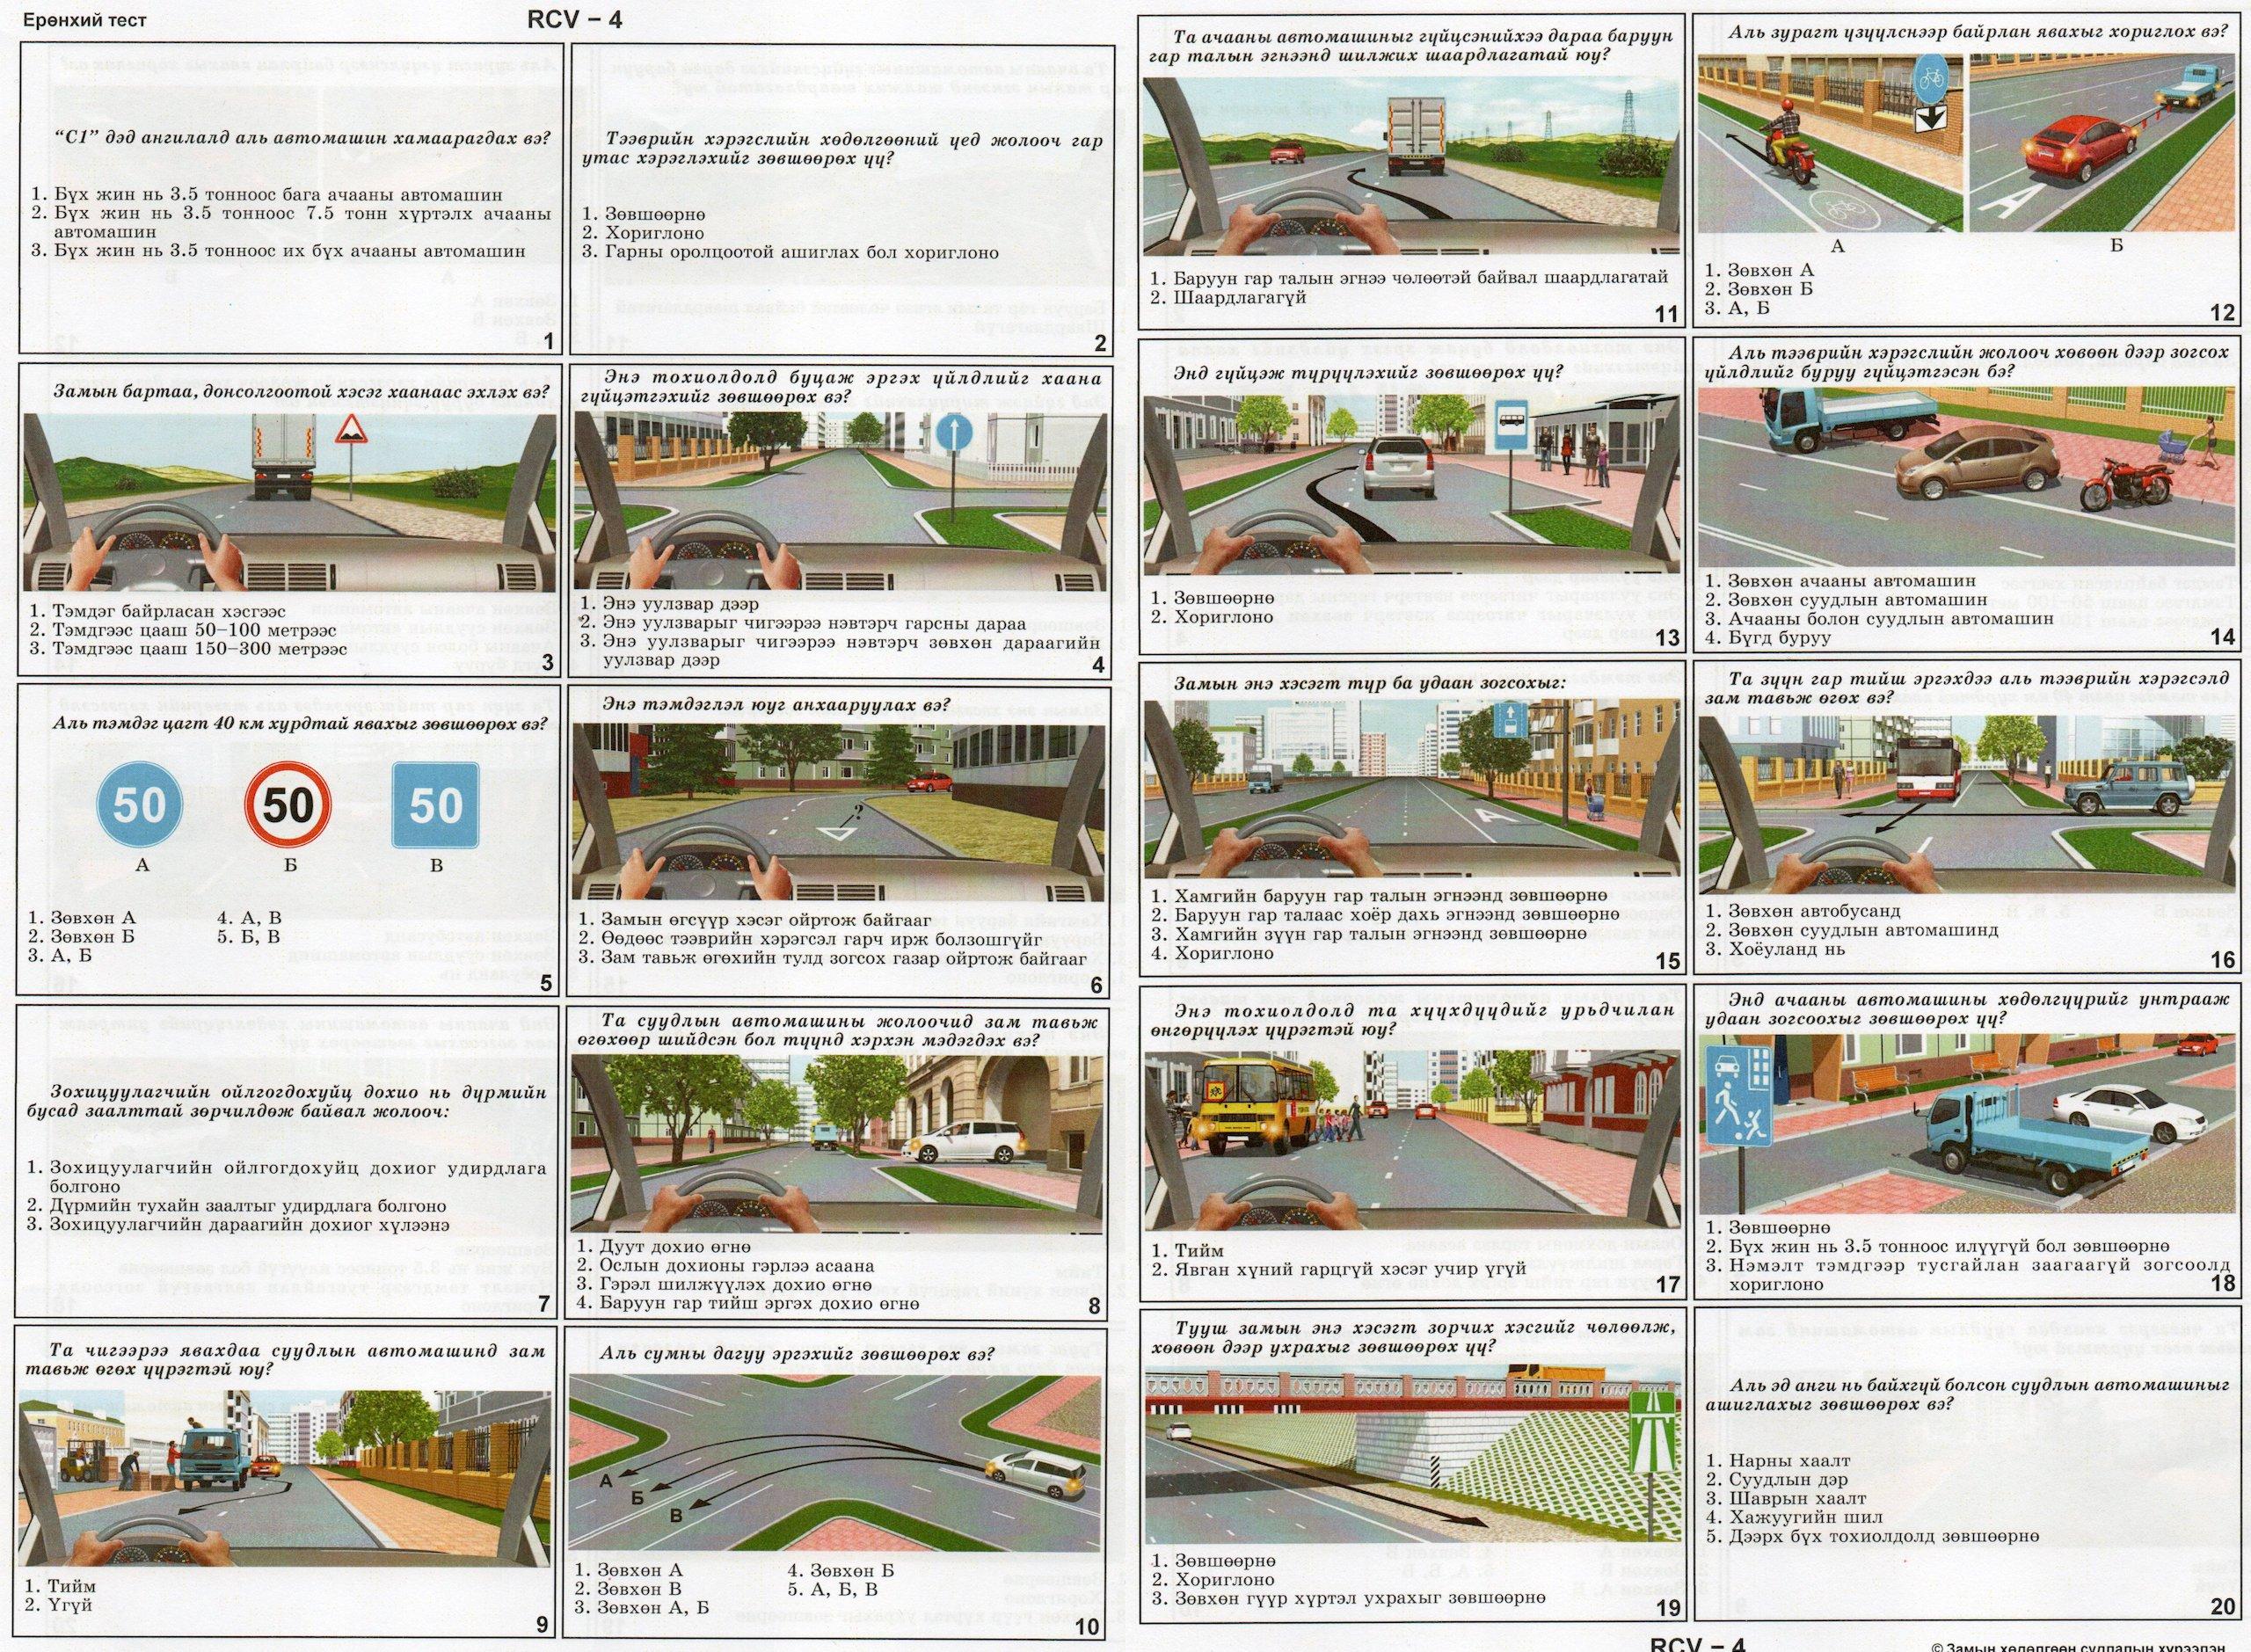 Ерөнхий тест
RCV – 4
“C1” дэд ангилалд аль автомашин хамаарагдах вэ?
1. Бүх жин нь 3.5 тонноос бага ачааны автомашин
2. Бүх жин нь 3.5 тонноос 7.5 тонн хүртэлх ачааны
автомашин
3. Бүх жин нь 3.5 тонноос их бүх ачааны автомашин
1
Тээврийн хэрэгслийн хөдөлгөөний үед жолооч гар
утас хэрэглэхийг зөвшөөрөх үү?
1. Зөвшөөрнө
2. Хориглоно
3. Гарны оролцоотой ашиглах бол хориглоно
2
Замын бартаа, донсолгоотой хэсэг хаанаас эхлэх вэ?
1. Тэмдэг байрласан хэсгээс
2. Тэмдгээс цааш 50–100 метрээс
3. Тэмдгээс цааш 150–300 метрээс
3
Энэ тохиолдолд буцаж эргэх үйлдлийг хаана
гүйцэтгэхийг зөвшөөрөх вэ?
1. Энэ уулзвар дээр
2. Энэ уулзварыг чигээрээ нэвтэрч гарсны дараа
3. Энэ уулзварыг чигээрээ нэвтэрч зөвхөн дараагийн
уулзвар дээр
4
Аль тэмдэг цагт 40 км хурдтай явахыг зөвшөөрөх вэ?
50 50 50
А Б В
1. Зөвхөн А 4. А, В
2. Зөвхөн Б 5. Б, В
3. А, Б
5
Энэ тэмдэглэл юуг анхааруулах вэ?
?
1. Замын өгсүүр хэсэг ойртож байгааг
2. Өөдөөс тээврийн хэрэгсэл гарч ирж болзошгүйг
3. Зам тавьж өгөхийн тулд зогсох газар ойртож байгааг
6
Зохицуулагчийн ойлгогдохуйц дохио нь дүрмийн
бусад заалттай зөрчилдөж байвал жолооч:
1. Зохицуулагчийн ойлгогдохуйц дохиог удирдлага
болгоно
2. Дүрмийн тухайн заалтыг удирдлага болгоно
3. Зохицуулагчийн дараагийн дохиог хүлээнэ
7
Та суудлын автомашины жолоочид зам тавьж
өгөхөөр шийдсэн бол түүнд хэрхэн мэдэгдэх вэ?
1. Дуут дохио өгнө
2. Ослын дохионы гэрлээ асаана
3. Гэрэл шилжүүлэх дохио өгнө
4. Баруун гар тийш эргэх дохио өгнө
8
Та чигээрээ явахдаа суудлын автомашинд зам
тавьж өгөх үүрэгтэй юу?
1. Тийм
2. Үгүй
9
Аль сумны дагуу эргэхийг зөвшөөрөх вэ?
А
Б
В
1. Зөвхөн А 4. Зөвхөн Б
2. Зөвхөн В 5. А, Б, В
3. Зөвхөн А, Б
10
Та ачааны автомашиныг гүйцсэнийхээ дараа баруун
гар талын эгнээнд шилжих шаардлагатай юу?
1. Баруун гар талын эгнээ чөлөөтэй байвал шаардлагатай
2. Шаардлагагүй
11
Аль зурагт үзүүлснээр байрлан явахыг хориглох вэ?
А
А Б
1. Зөвхөн А
2. Зөвхөн Б
3. А, Б
12
Энд гүйцэж түрүүлэхийг зөвшөөрөх үү?
1. Зөвшөөрнө
2. Хориглоно
13
Аль тээврийн хэрэгслийн жолооч хөвөөн дээр зогсох
үйлдлийг буруу гүйцэтгэсэн бэ?
1. Зөвхөн ачааны автомашин
2. Зөвхөн суудлын автомашин
3. Ачааны болон суудлын автомашин
4. Бүгд буруу
14
Замын энэ хэсэгт түр ба удаан зогсохыг:
А
1. Хамгийн баруун гар талын эгнээнд зөвшөөрнө
2. Баруун гар талаас хоёр дахь эгнээнд зөвшөөрнө
3. Хамгийн зүүн гар талын эгнээнд зөвшөөрнө
4. Хориглоно
15
Та зүүн гар тийш эргэхдээ аль тээврийн хэрэгсэлд
зам тавьж өгөх вэ?
1. Зөвхөн автобусанд
2. Зөвхөн суудлын автомашинд
3. Хоёуланд нь
16
Энэ тохиолдолд та хүүхдүүдийг урьдчилан
өнгөрүүлэх үүрэгтэй юу?
1. Тийм
2. Явган хүний гарцгүй хэсэг учир үгүй
17
Энд ачааны автомашины хөдөлгүүрийг унтрааж
удаан зогсоохыг зөвшөөрөх үү?
1. Зөвшөөрнө
2. Бүх жин нь 3.5 тонноос илүүгүй бол зөвшөөрнө
3. Нэмэлт тэмдгээр тусгайлан заагаагүй зогсоолд
хориглоно
18
Тууш замын энэ хэсэгт зорчих хэсгийг чөлөөлж,
хөвөөн дээр ухрахыг зөвшөөрөх үү?
1. Зөвшөөрнө
2. Хориглоно
3. Зөвхөн гүүр хүртэл ухрахыг зөвшөөрнө
19
Аль эд анги нь байхгүй болсон суудлын автомашиныг
ашиглахыг зөвшөөрөх вэ?
1. Нарны хаалт
2. Суудлын дэр
3. Шаврын хаалт
4. Хажуугийн шил
5. Дээрх бүх тохиолдолд зөвшөөрнө
20
RCV – 4
© Замын хөдөлгөөн судлалын хүрээлэн